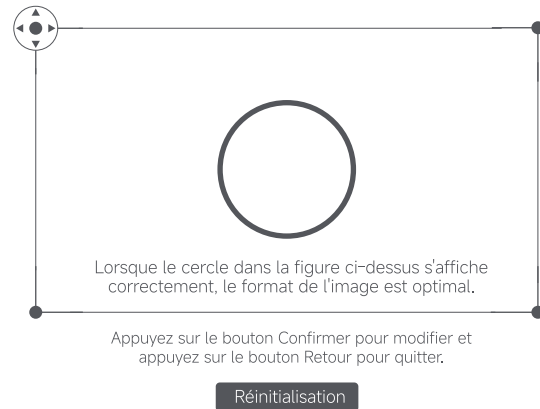 Lorsque le cercle dans la figure ci-dessus s'affiche
correctement, le format de l'image est optimal.
Appuyez sur le bouton Confirmer pour modifier et
appuyez sur le bouton Retour pour quitter.
Réinitialisation